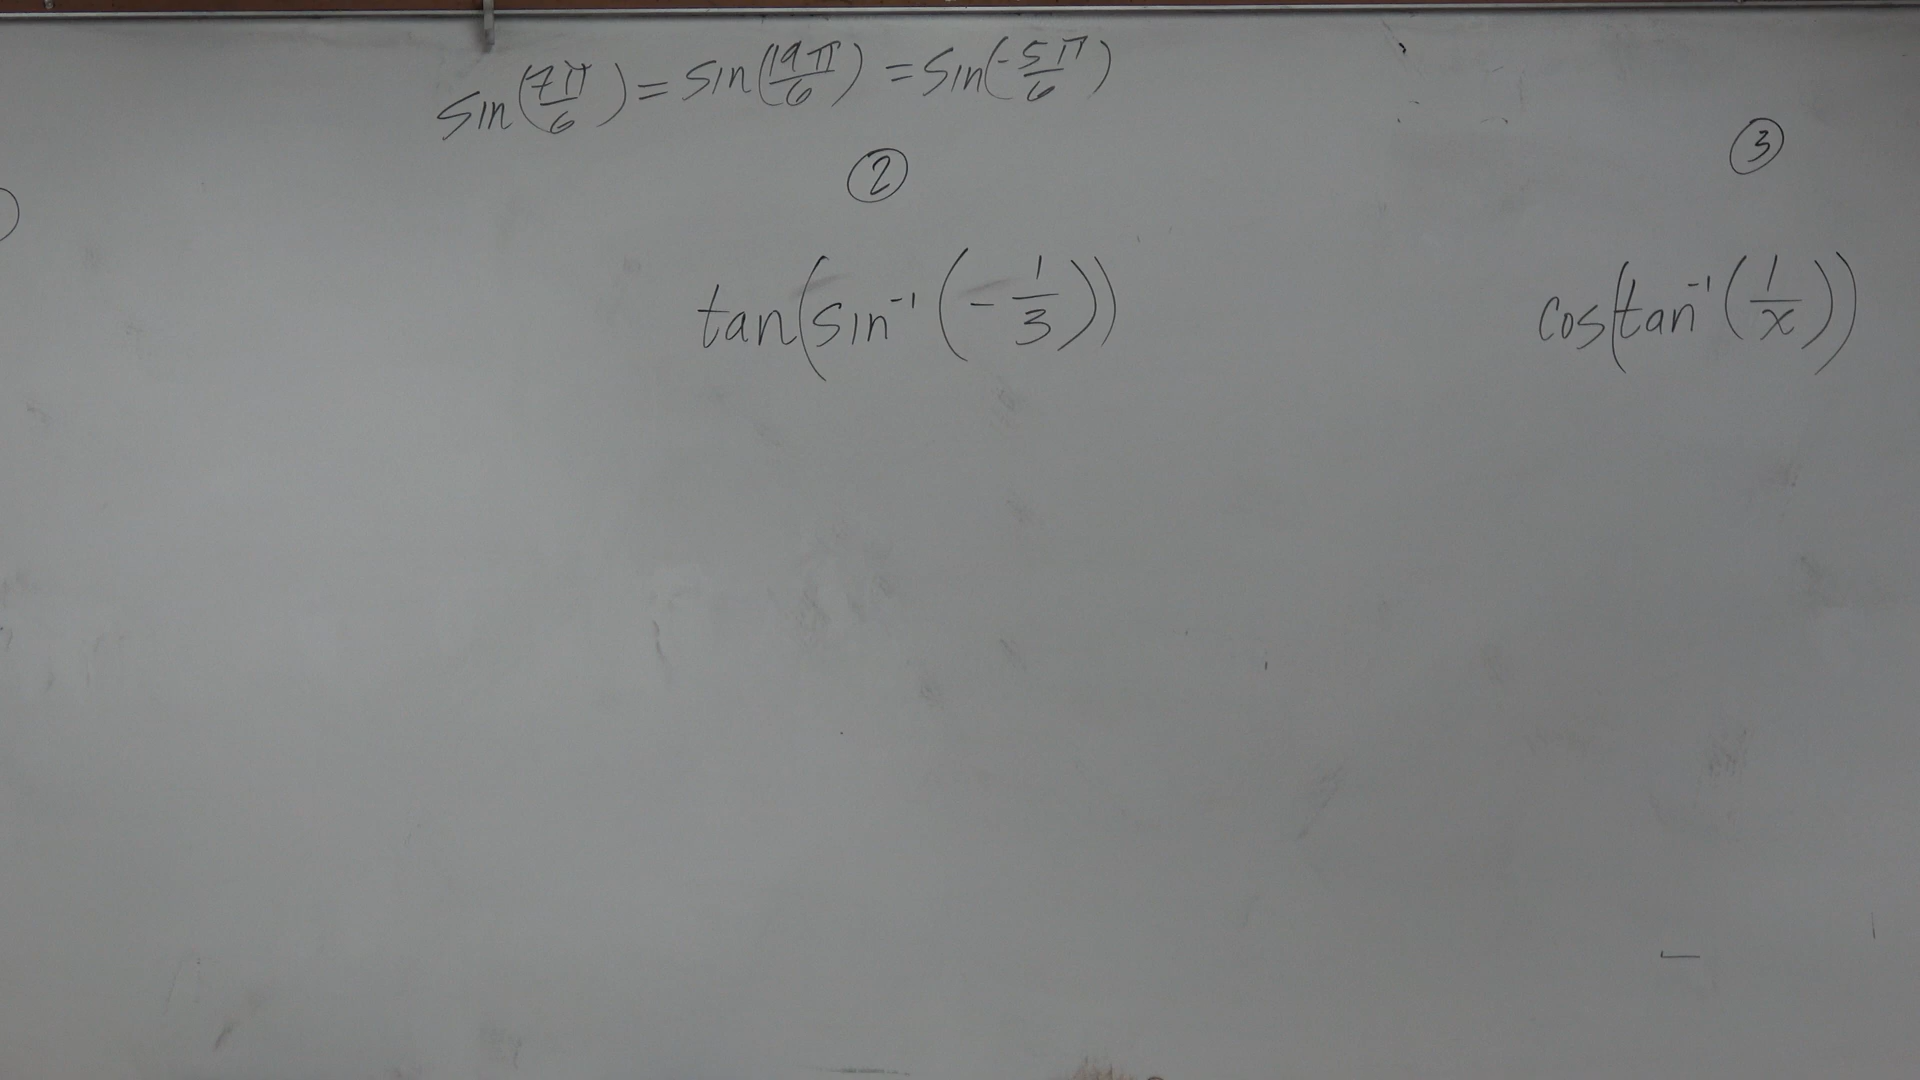 sin(7π/6) = sin(19π/6) = sin(-5π/6)
②
③
tan(sin⁻¹(-1/3))
cos(tan⁻¹(1/x))